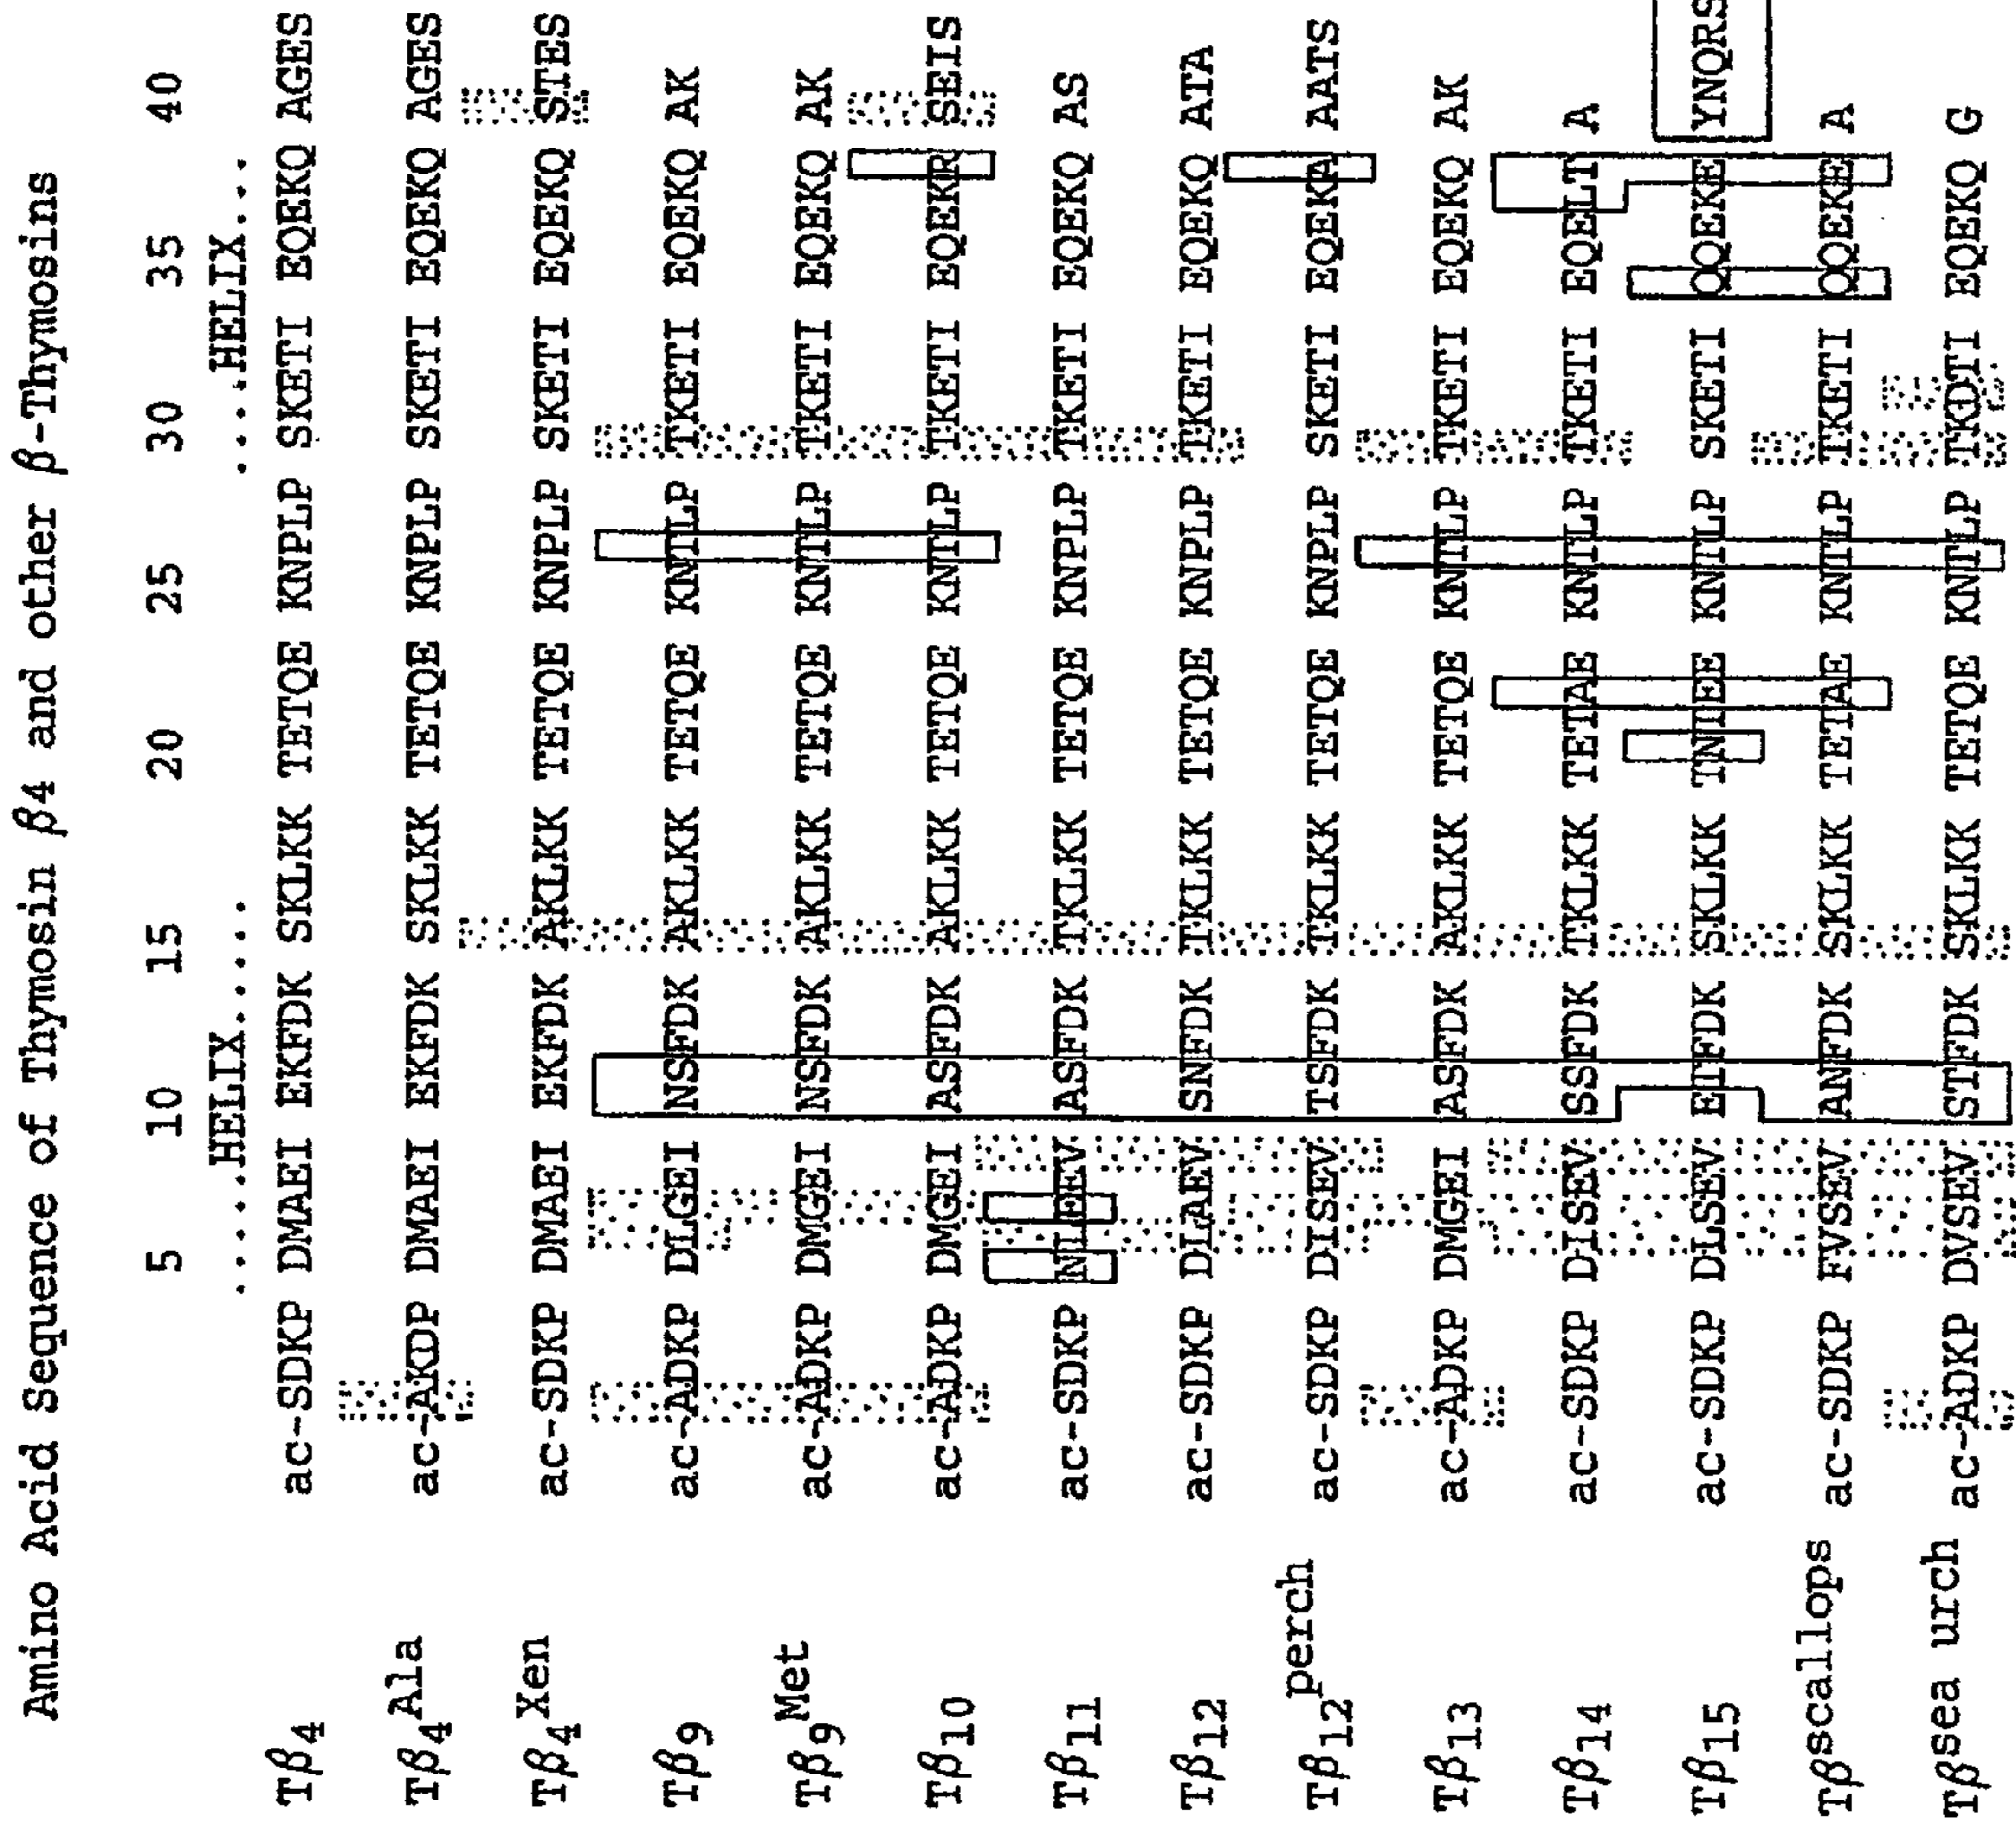 Amino Acid Sequence of Thymosin β4 and other β-Thymosins
5 10 15 20 25 30 35 40
.....HELIX...... ....HELIX...
Tβ4 ac-SDKP DMAEI EKFDK SKLKK TETQE KNPLP SKETI EQEKQ AGES
Tβ4Ala ac-AKDP DMAEI EKFDK SKLKK TETQE KNPLP SKETI EQEKQ AGES
Tβ4Xen ac-SDKP DMAEI EKFDK AKLKK TETQE KNPLP SKETI EQEKQ STES
Tβ9 ac-ADKP DLGEI NSFDK AKLKK TETQE KNTLP TKETI EQEKQ AK
Tβ9Met ac-ADKP DMGEI NSFDK AKLKK TETQE KNTLP TKETI EQEKQ AK
Tβ10 ac-ADKP DMGEI ASFDK AKLKK TETQE KNTLP TKETI EQEKR SEIS
Tβ11 ac-SDKP NLEEV ASFDK TKLKK TETQE KNPLP TKETI EQEKQ AS
Tβ12 ac-SDKP DLAEV SNFDK TKLKK TETQE KNPLP TKETI EQEKQ ATA
Tβ12perch ac-SDKP DISEV TSFDK TKLKK TETQE KNPLP SKETI EQEKA AATS
Tβ13 ac-ADKP DMGEI ASFDK AKLKK TETQE KNTLP TKETI EQEKQ AK
Tβ14 ac-SDKP DISEV SSFDK TKLKK TETAE KNTLP TKETI EQELT A
Tβ15 ac-SDKP DLSEV ETFDK SKLKK TNTEE KNTLP SKETI QQEKE YNQRS
Tβscallops ac-SDKP FVSEV ANFDK SKLKK TETAE KNTLP TKETI QQEKE A
Tβsea urch ac-ADKP DVSEV STFDK SKLKK TETQE KNTLP TKDTI EQEKQ G